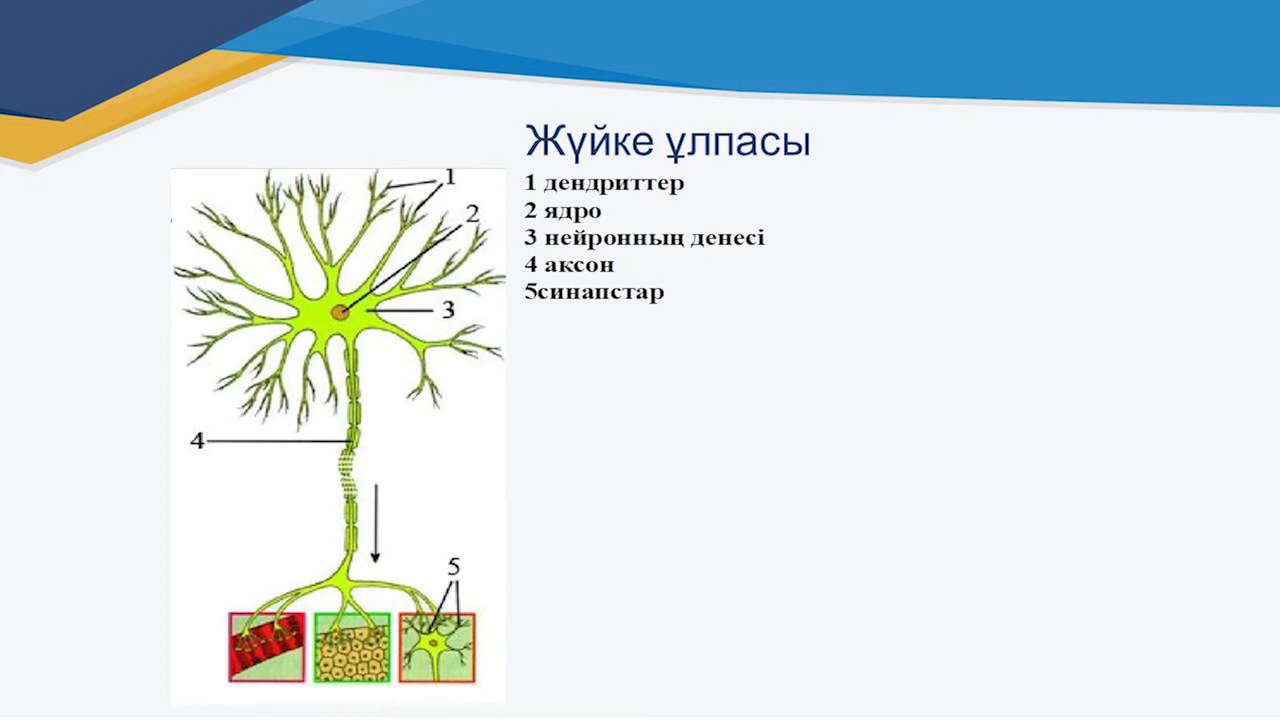 Жүйке ұлпасы
1 дендриттер
2 ядро
3 нейронның денесі
4 аксон
5синапстар
1
2
3
4
5